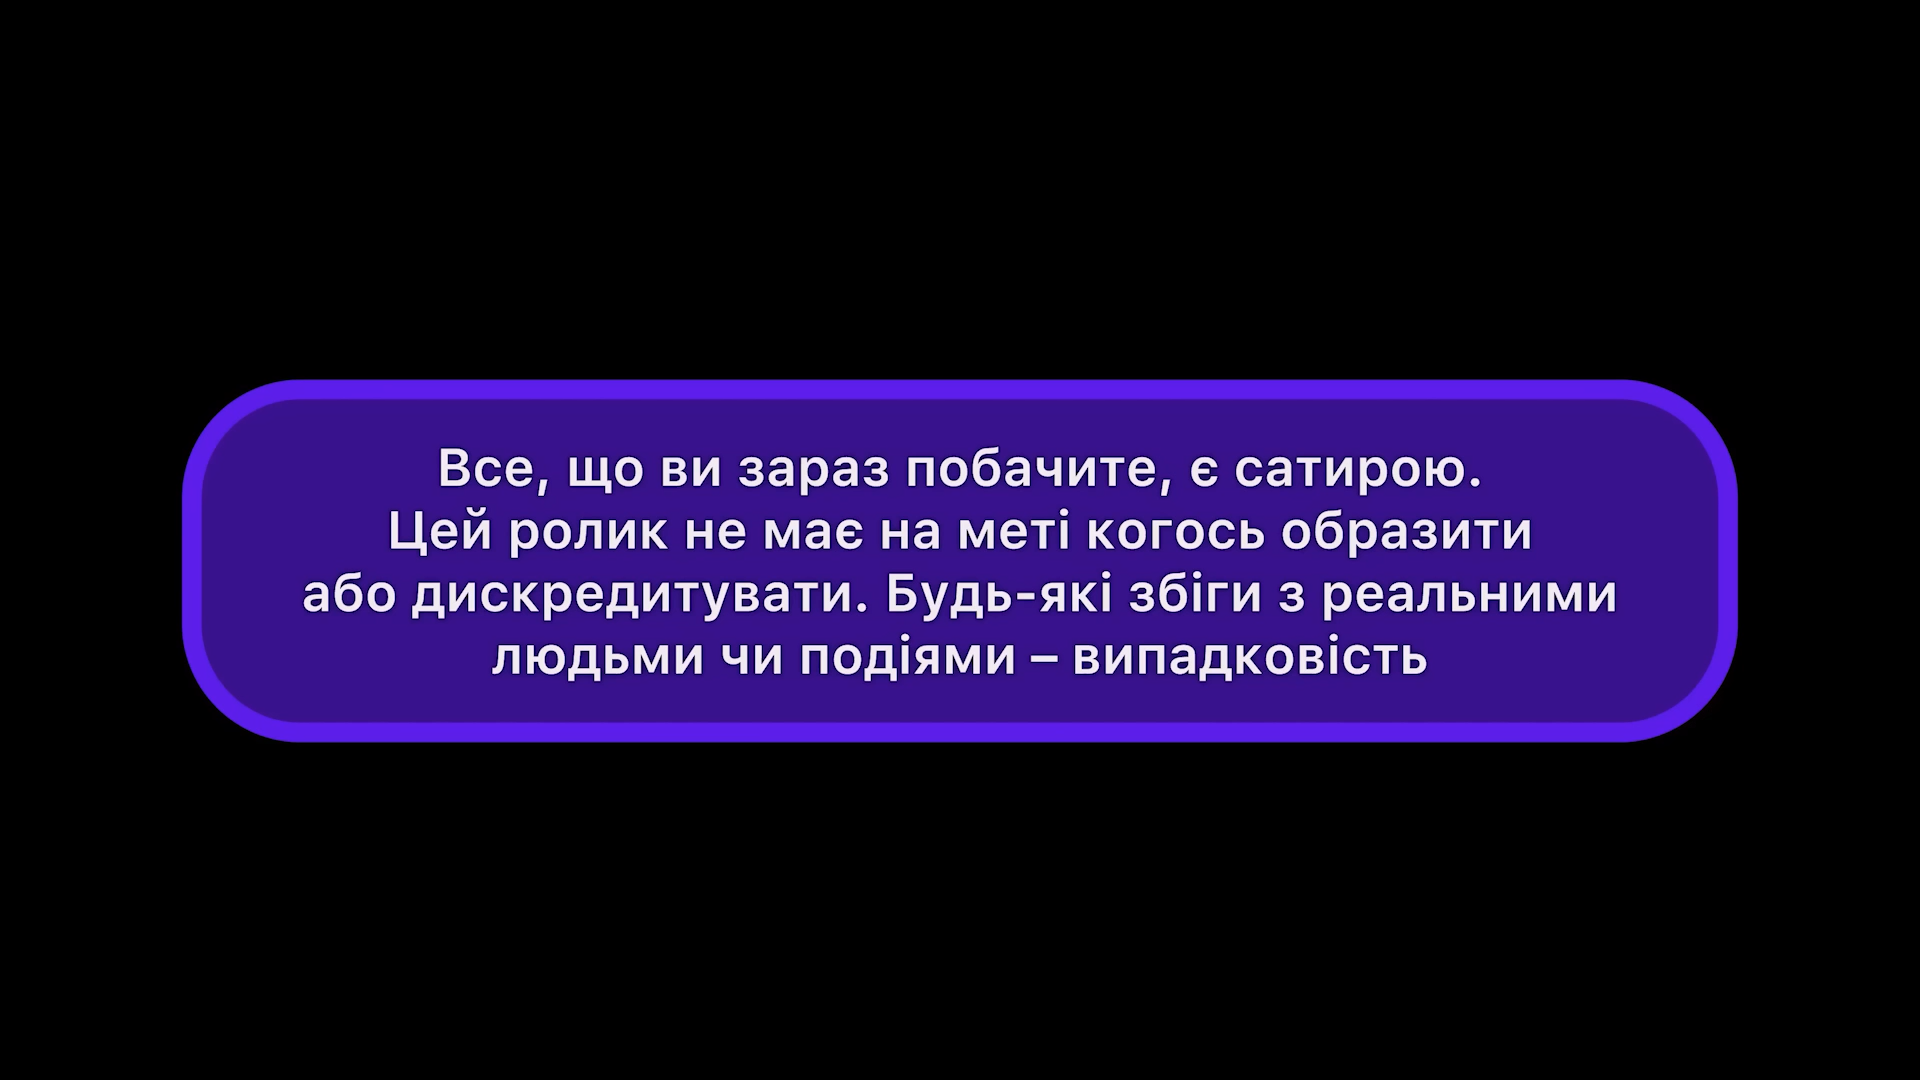 Все, що ви зараз побачите, є сатирою.
Цей ролик не має на меті когось образити
або дискредитувати. Будь-які збіги з реальними
людьми чи подіями – випадковість